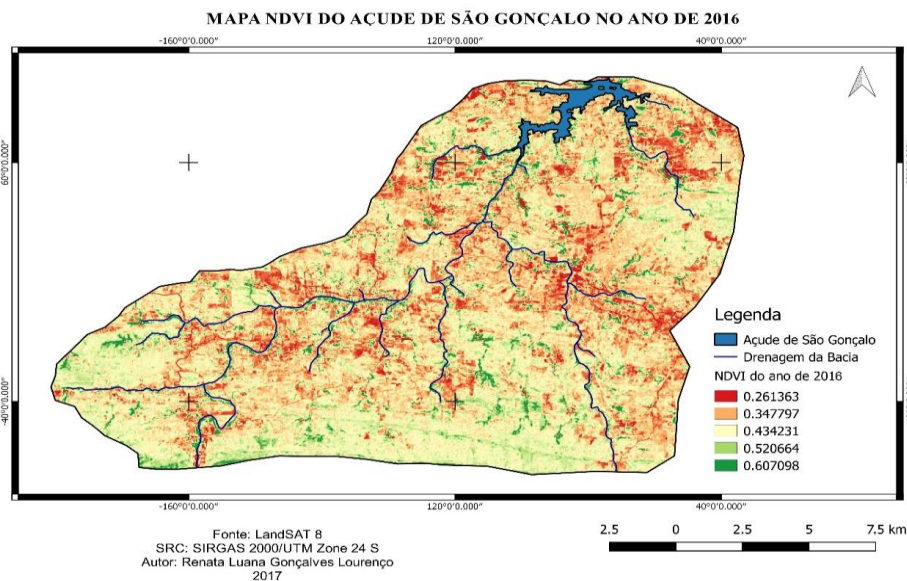 MAPA NDVI DO AÇUDE DE SÃO GONÇALO NO ANO DE 2016
-160°0'0.000"
120°0'0.000"
40°0'0.000"
60°0'0.000"
-40°0'0.000"
Legenda
Açude de São Gonçalo
Drenagem da Bacia
NDVI do ano de 2016
0.261363
0.347797
0.434231
0.520664
0.607098
-160°0'0.000"
120°0'0.000"
40°0'0.000"
2.5 0 2.5 5 7.5 km
Fonte: LandSAT 8
SRC: SIRGAS 2000/UTM Zone 24 S
Autor: Renata Luana Gonçalves Lourenço
2017